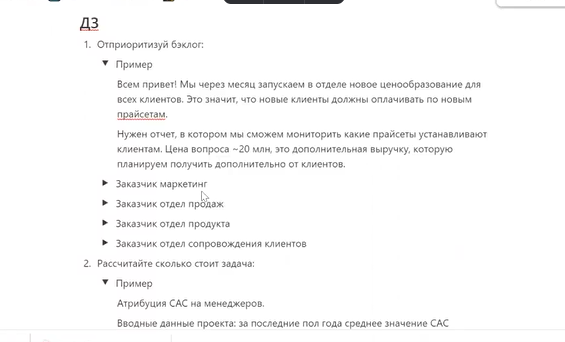 ДЗ
1. Отприоритизуй бэклог:
Пример
Всем привет! Мы через месяц запускаем в отделе новое ценообразование для
всех клиентов. Это значит, что новые клиенты должны оплачивать по новым
прайсетам.
Нужен отчет, в котором мы сможем мониторить какие прайсеты устанавливают
клиентам. Цена вопроса ~20 млн, это дополнительная выручку, которую
планируем получить дополнительно от клиентов.
Заказчик маркетинг
Заказчик отдел продаж
Заказчик отдел продукта
Заказчик отдел сопровождения клиентов
2. Рассчитайте сколько стоит задача:
Пример
Атрибуция САС на менеджеров.
Вводные данные проекта: за последние пол года среднее значение САС